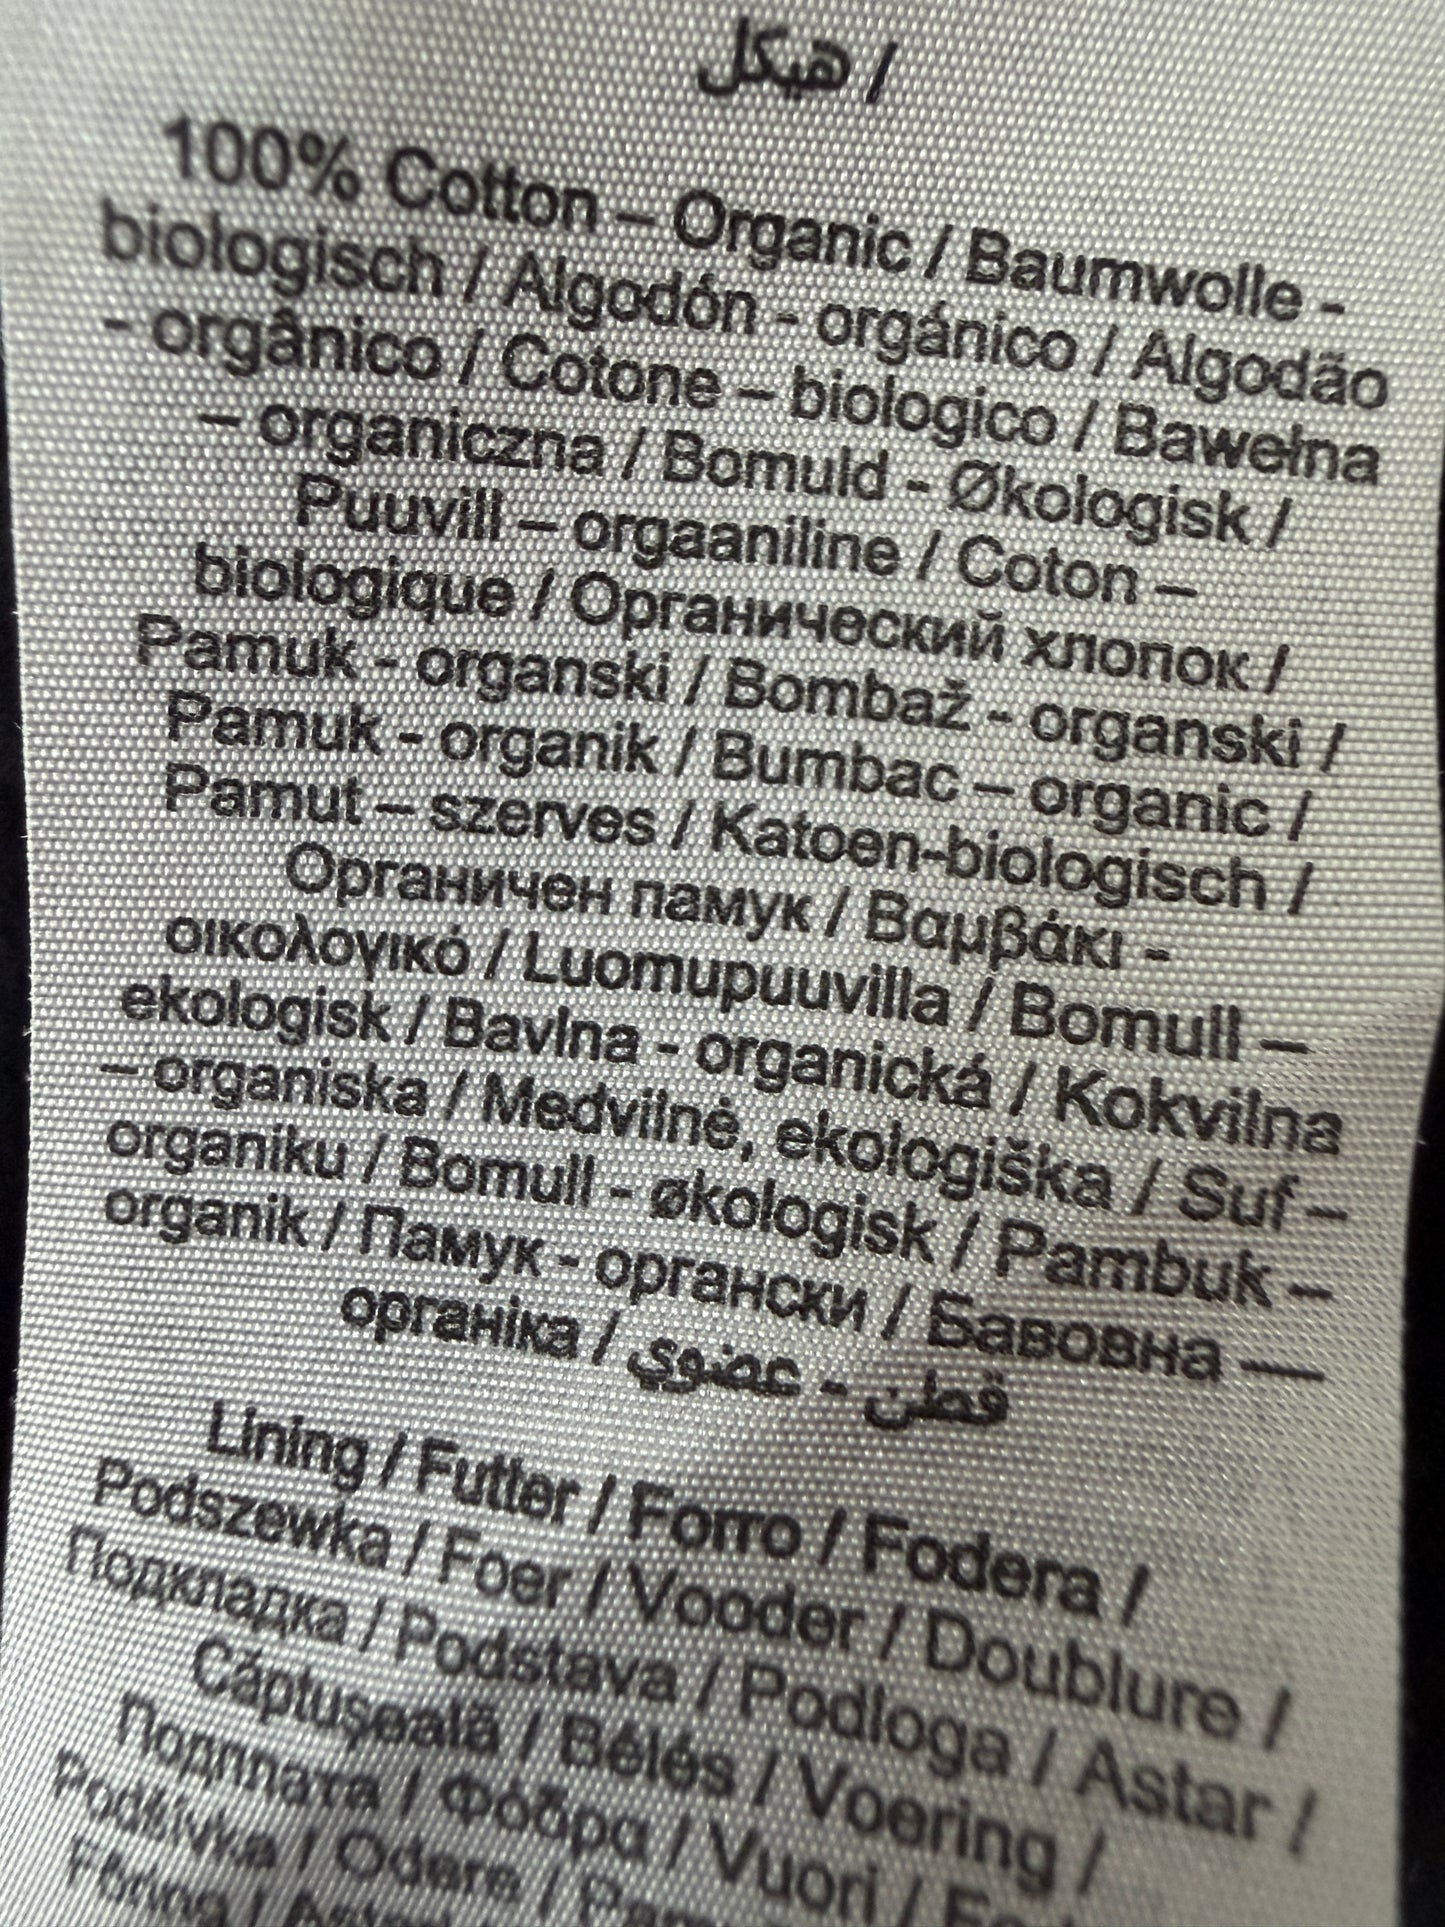 هيكل /
100% Cotton – Organic / Baumwolle -
biologisch / Algodón - orgánico / Algodão
- orgânico / Cotone – biologico / Bawełna
– organiczna / Bomuld - Økologisk /
Puuvill – orgaaniline / Coton –
biologique / Органический хлопок /
Pamuk - organski / Bombaž - organski /
Pamuk - organik / Bumbac – organic /
Pamut – szerves / Katoen-biologisch /
Органичен памук / Βαμβάκι -
οικολογικό / Luomupuuvilla / Bomull –
ekologisk / Bavlna - organická / Kokvilna
– organiska / Medvilnė, ekologiška / Suf –
organiku / Bomull - økologisk / Pambuk –
organik / Памук - органски / Бавовна —
органіка / قطن - عضوي
Lining / Futter / Forro / Fodera /
Podszewka / Foer / Vooder / Doublure /
Подкладка / Podstava / Podloga / Astar /
Căptușeală / Bélés / Voering /
Подплата / Φόδρα / Vuori /
Podšívka / Odere /
Fôring /